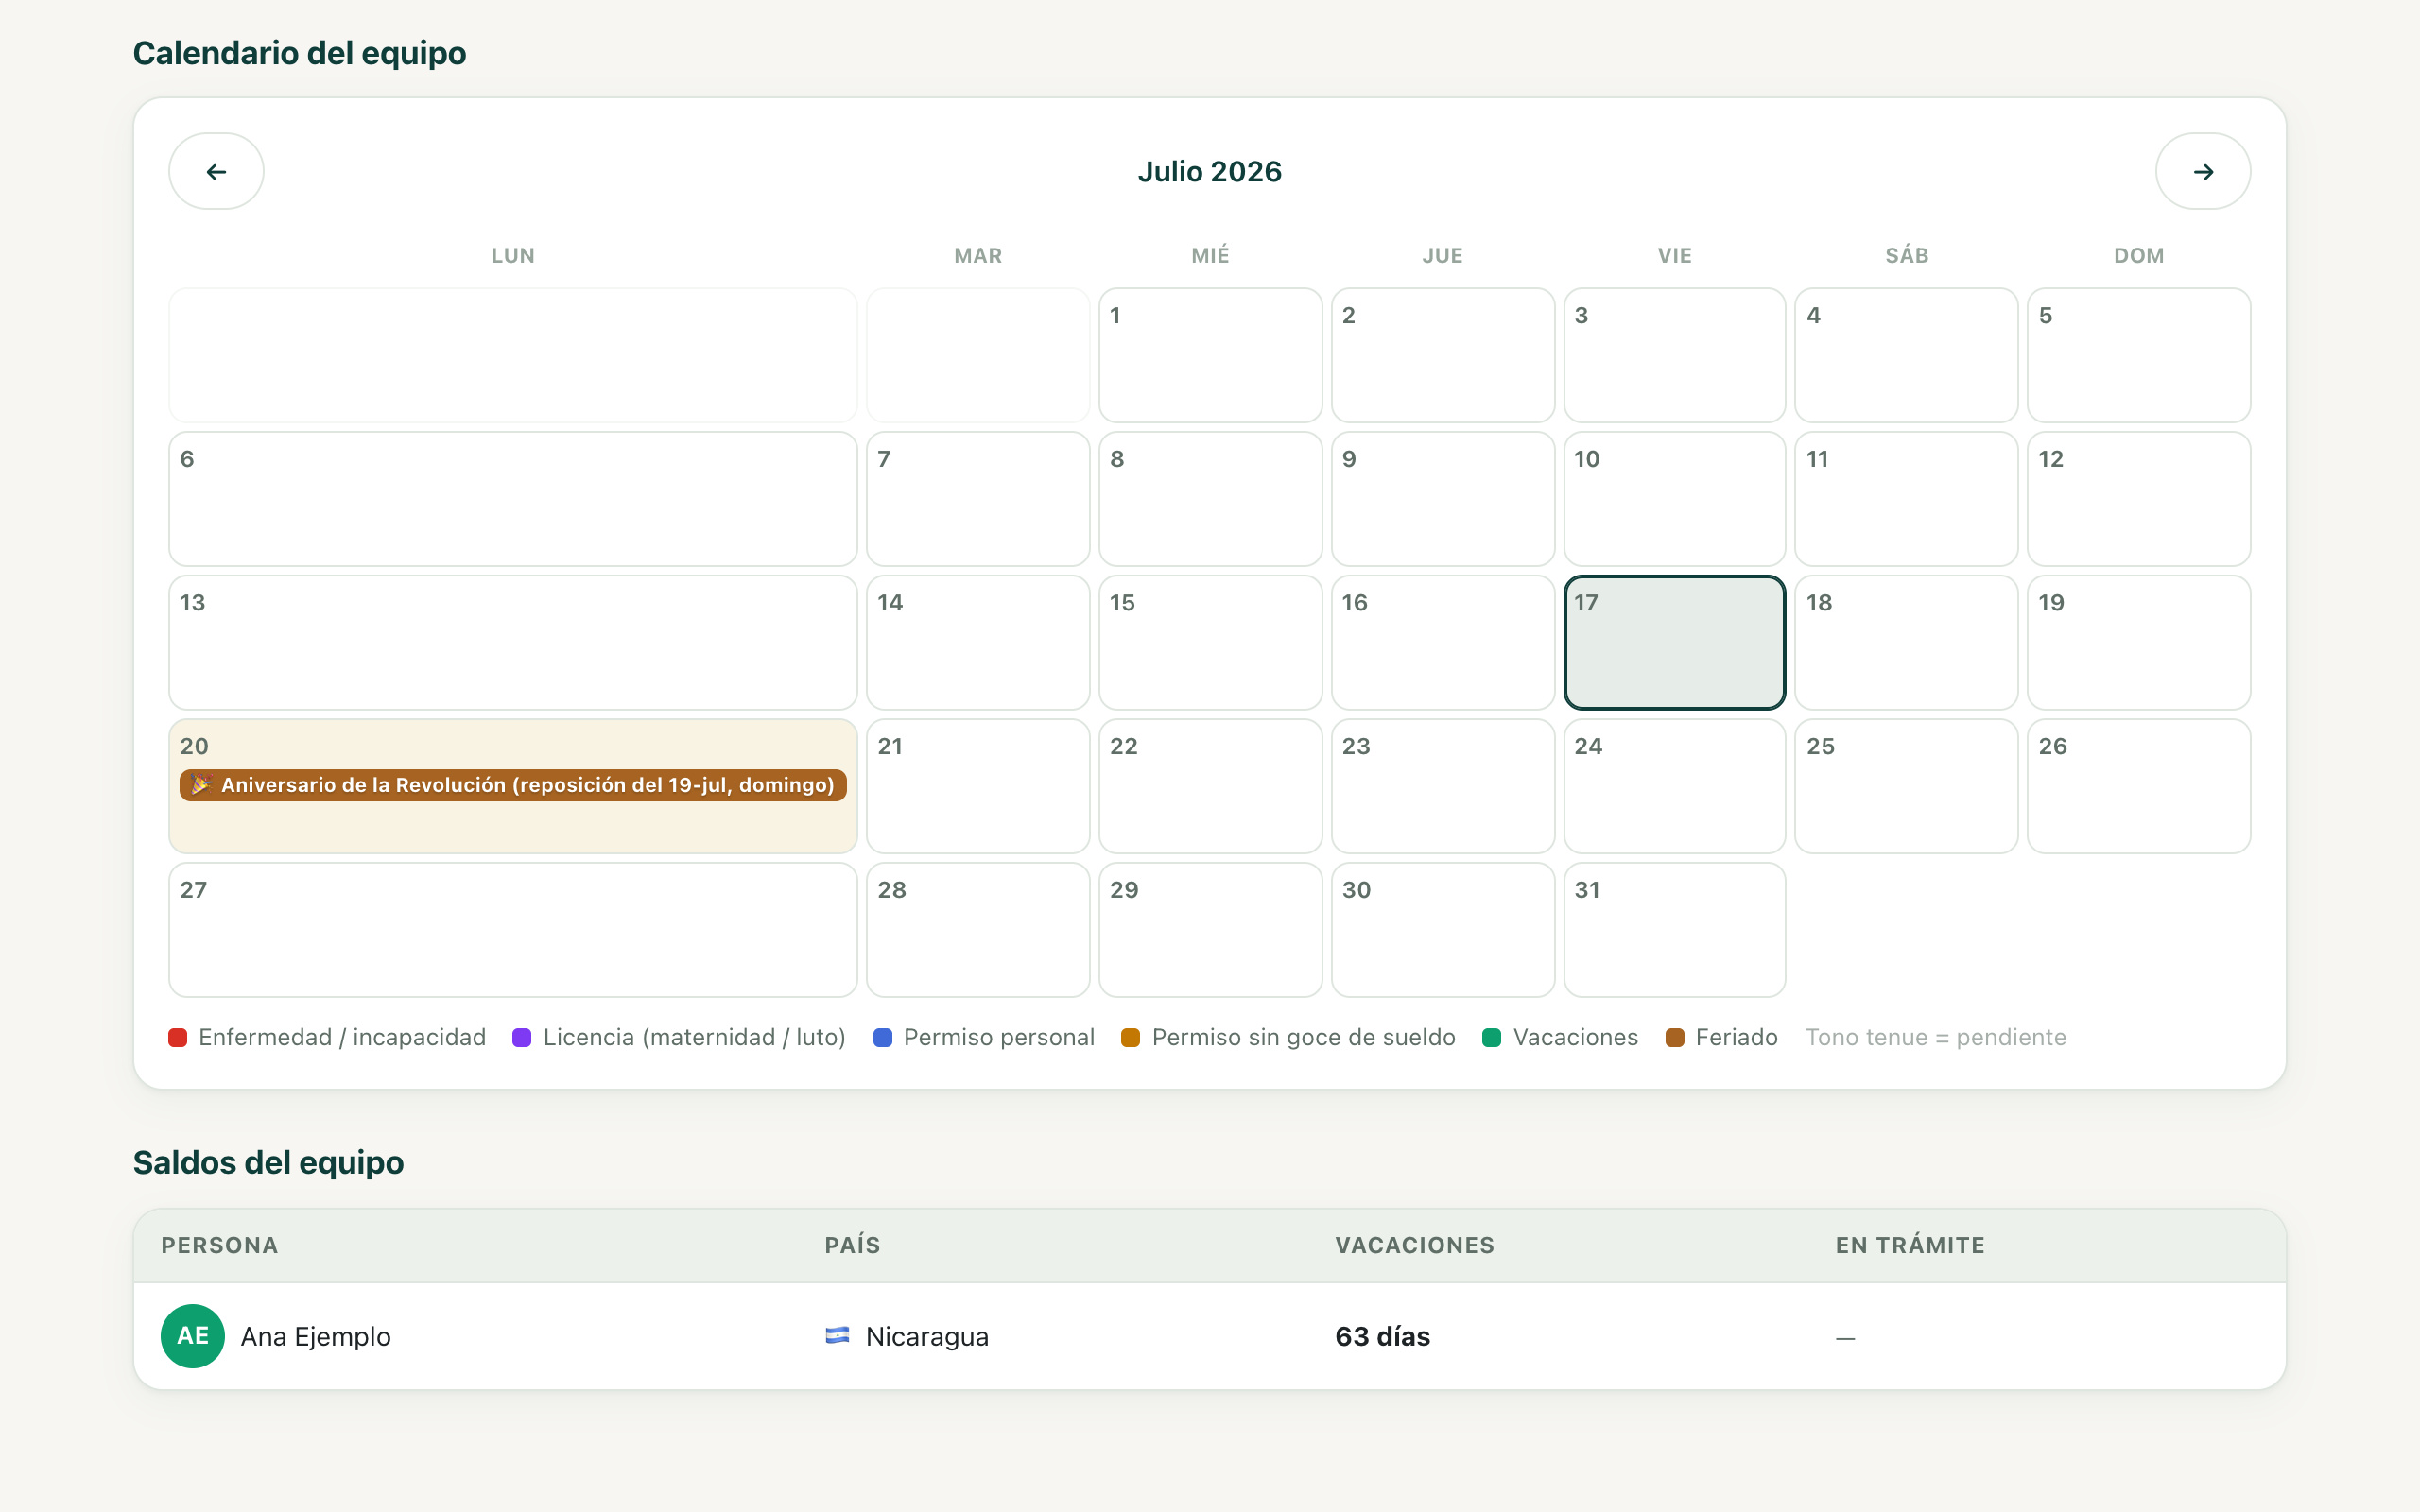 Calendario del equipo
← Julio 2026 →
LUN MAR MIÉ JUE VIE SÁB DOM
1 2 3 4 5
6 7 8 9 10 11 12
13 14 15 16 17 18 19
20 21 22 23 24 25 26
🎉 Aniversario de la Revolución (reposición del 19-jul, domingo)
27 28 29 30 31
Enfermedad / incapacidad Licencia (maternidad / luto) Permiso personal Permiso sin goce de sueldo Vacaciones Feriado Tono tenue = pendiente
Saldos del equipo
PERSONA PAÍS VACACIONES EN TRÁMITE
AE Ana Ejemplo 🇳🇮 Nicaragua 63 días —